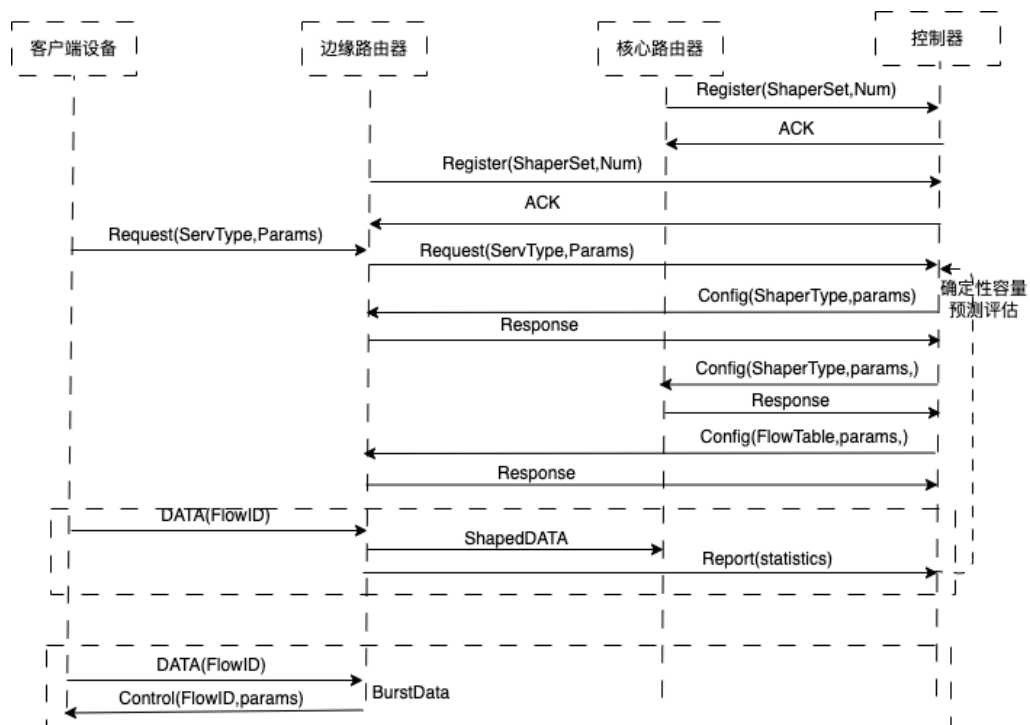 客户端设备
边缘路由器
核心路由器
控制器
Register(ShaperSet,Num)
ACK
Register(ShaperSet,Num)
ACK
Request(ServType,Params)
Request(ServType,Params)
确定性容量
预测评估
Config(ShaperType,params)
Response
Config(ShaperType,params,)
Response
Config(FlowTable,params,)
Response
DATA(FlowID)
ShapedDATA
Report(statistics)
DATA(FlowID)
BurstData
Control(FlowID,params)